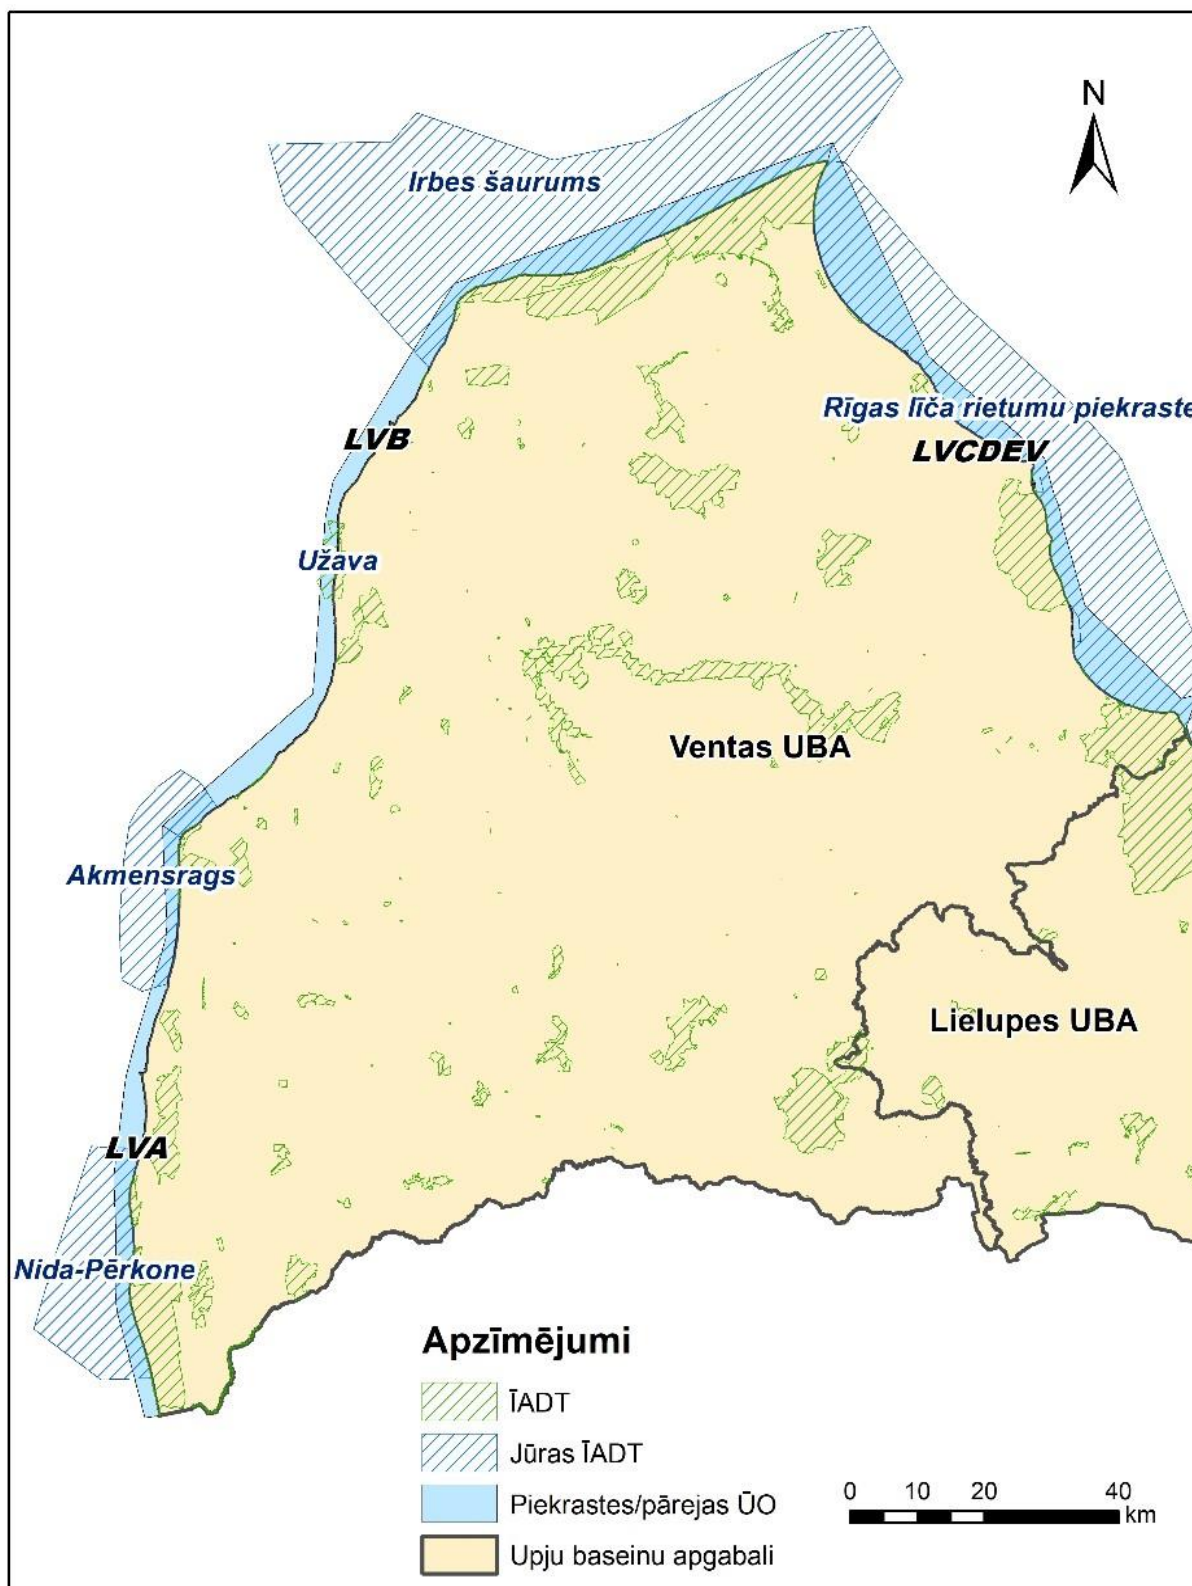 N
Irbes šaurums
Rīgas līča rietumu piekraste
LVB
LVCDEV
Užava
Ventas UBA
Akmensrags
Lielupes UBA
LVA
Nida-Pērkone
Apzīmējumi
ĪADT
Jūras ĪADT
Piekrastes/pārejas ŪO
Upju baseinu apgabali
0 10 20 40
km